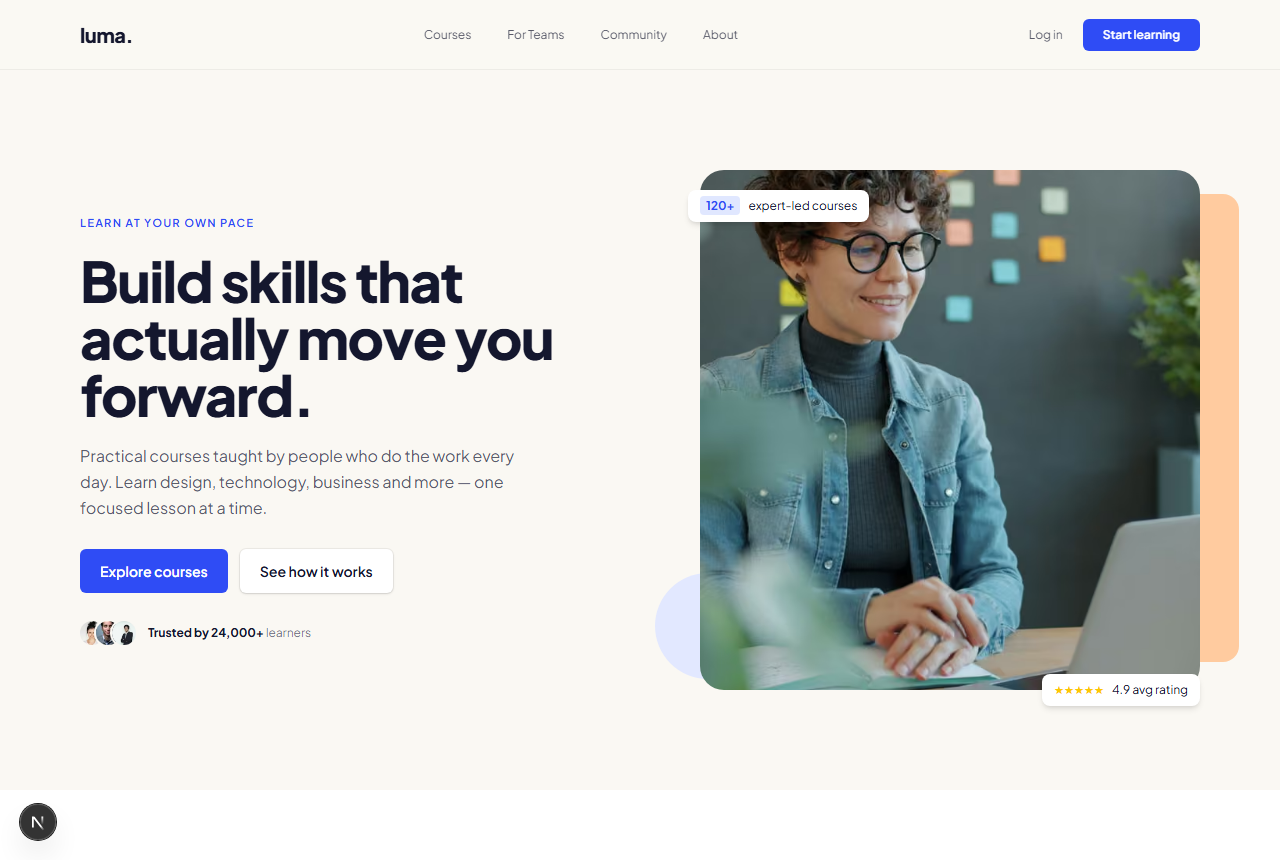 luma.
Courses
For Teams
Community
About
Log in
Start learning
LEARN AT YOUR OWN PACE
Build skills that
actually move you
forward.
Practical courses taught by people who do the work every
day. Learn design, technology, business and more — one
focused lesson at a time.
Explore courses
See how it works
Trusted by 24,000+ learners
120+ expert-led courses
★★★★★ 4.9 avg rating
N